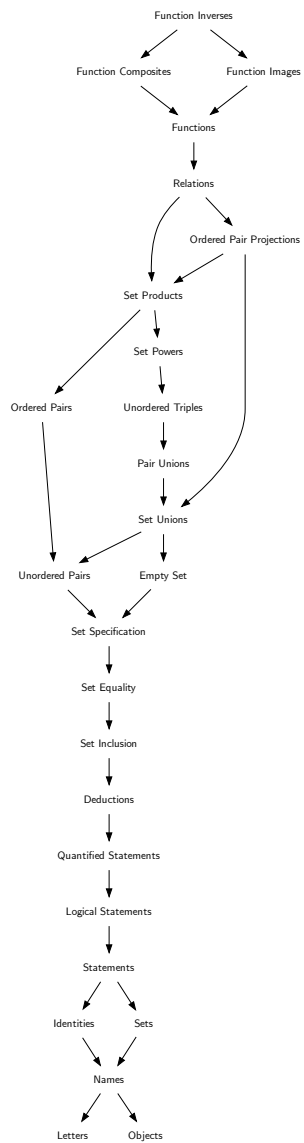 Function Inverses
Function Composites
Function Images
Functions
Relations
Ordered Pair Projections
Set Products
Set Powers
Ordered Pairs
Unordered Triples
Pair Unions
Set Unions
Unordered Pairs
Empty Set
Set Specification
Set Equality
Set Inclusion
Deductions
Quantified Statements
Logical Statements
Statements
Identities
Sets
Names
Letters
Objects